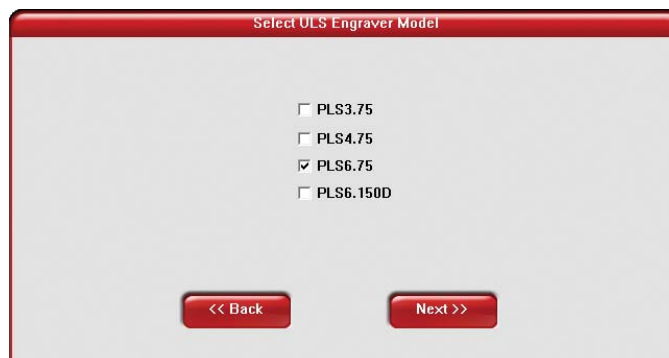 Select ULS Engraver Model
PLS3.75
PLS4.75
PLS6.75
PLS6.150D
<< Back
Next >>